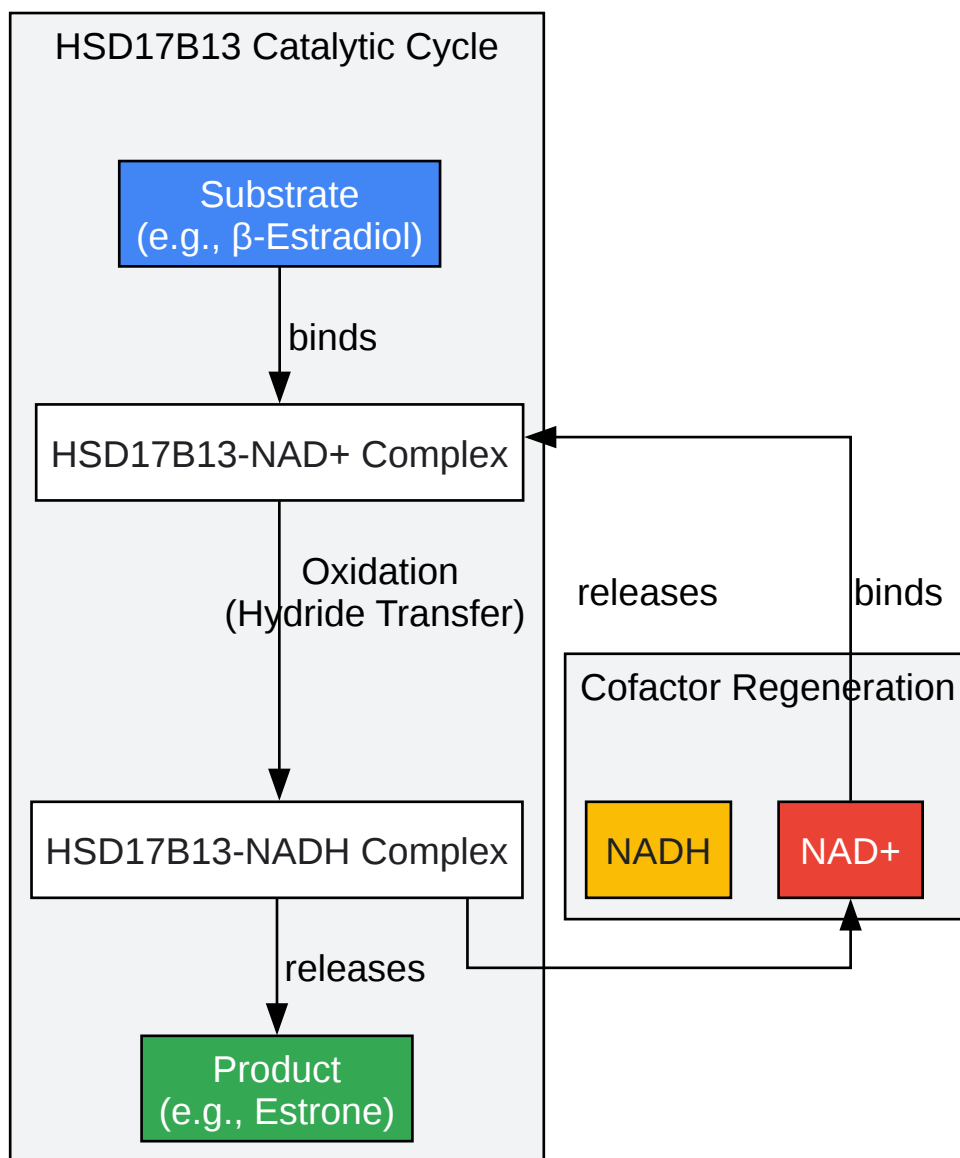 HSD17B13 Catalytic Cycle
Substrate
(e.g., β-Estradiol)
binds
HSD17B13-NAD+ Complex
Oxidation
(Hydride Transfer)
releases
binds
Cofactor Regeneration
HSD17B13-NADH Complex
NADH
NAD+
releases
Product
(e.g., Estrone)